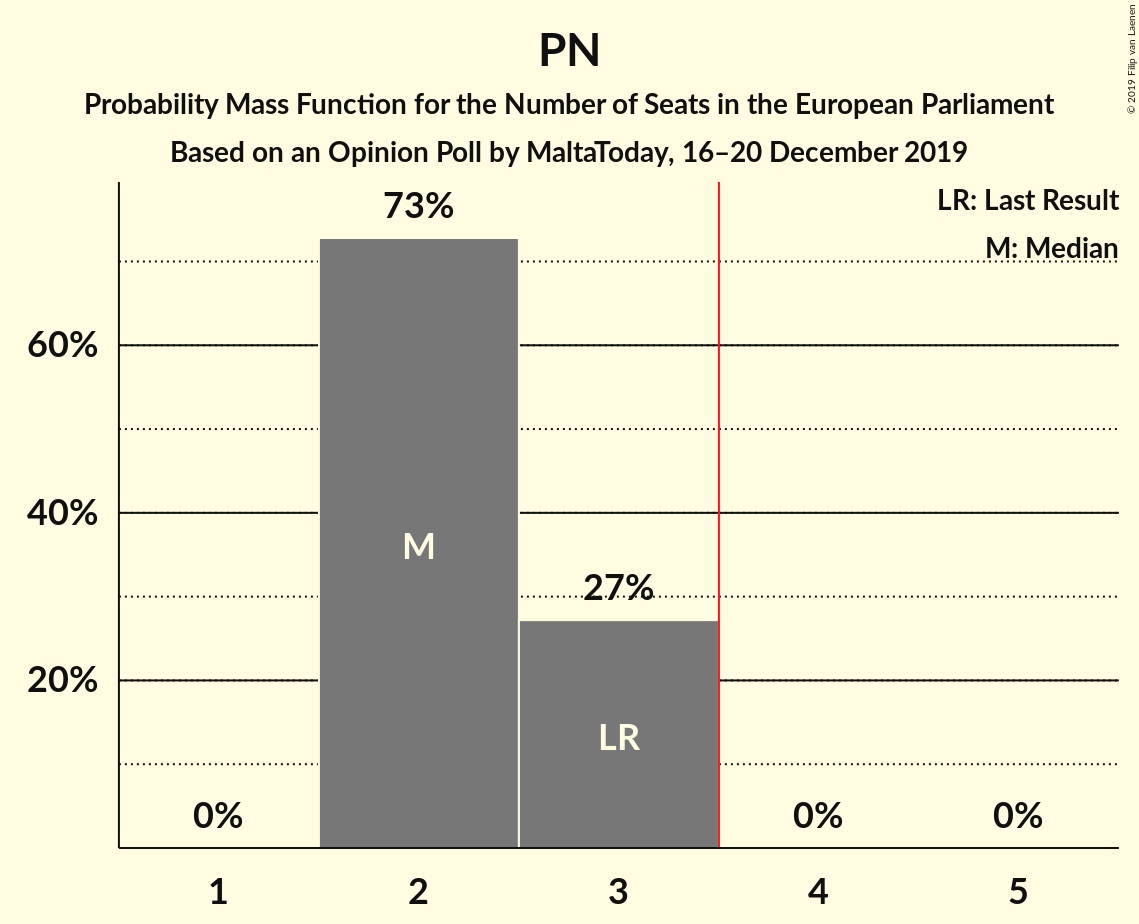 PN
Probability Mass Function for the Number of Seats in the European Parliament
Based on an Opinion Poll by MaltaToday, 16–20 December 2019
© 2019 Filip van Laenen
LR: Last Result
M: Median
73%
60%
40%
M
27%
20%
LR
0%
0%
0%
1
2
3
4
5